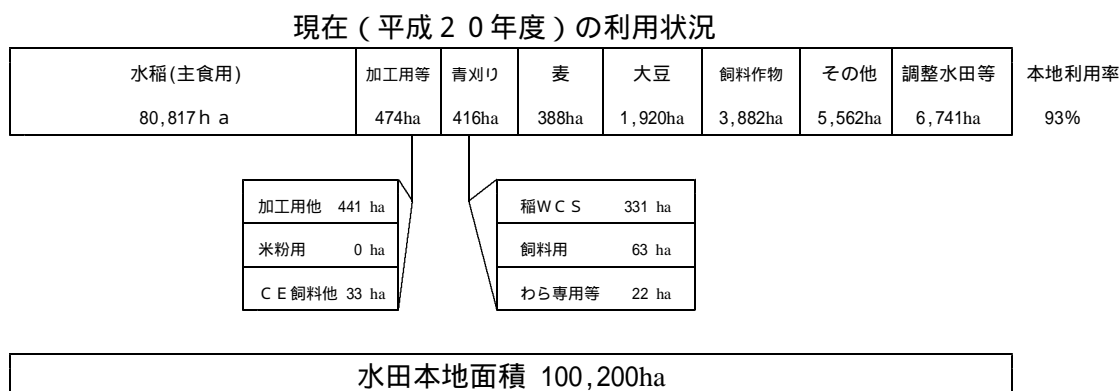 現在(平成20年度)の利用状況
水稲(主食用) 加工用等 青刈り 麦 大豆 飼料作物 その他 調整水田等 本地利用率
80,817ha 474ha 416ha 388ha 1,920ha 3,882ha 5,562ha 6,741ha 93%
加工用他 441 ha 稲WCS 331 ha
米粉用 0 ha 飼料用 63 ha
CE飼料他 33 ha わら専用等 22 ha
水田本地面積 100,200ha